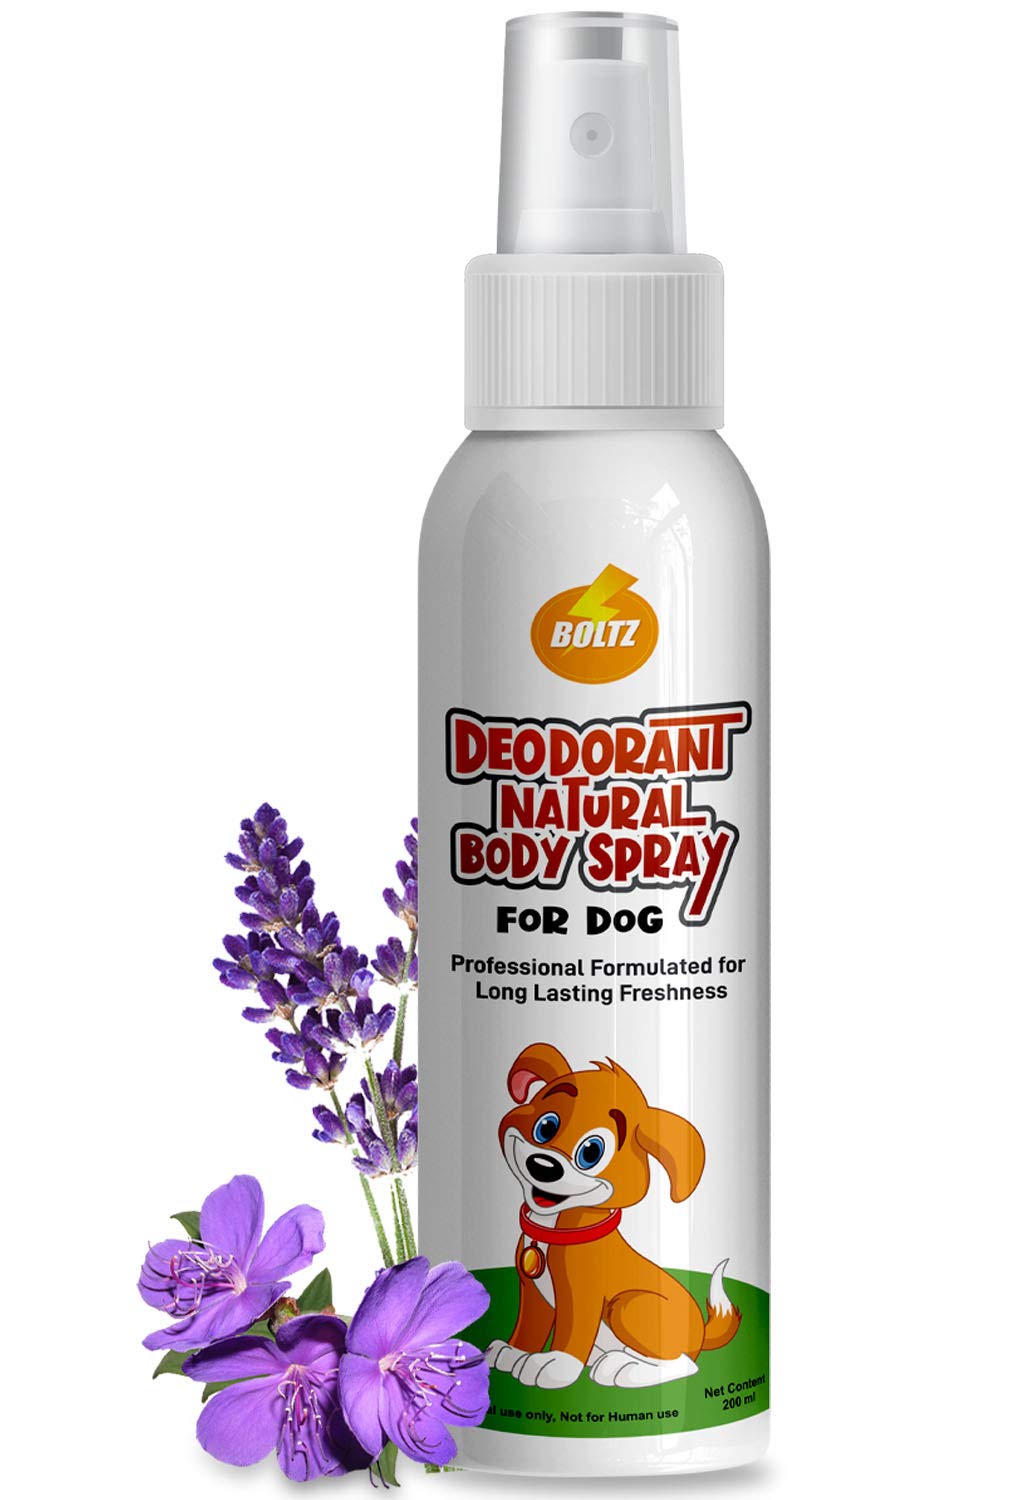 BOLTZ
DEODORANT
NATURAL
BODY SPRAY
FOR DOG
Professional Formulated for
Long Lasting Freshness
Net Content
200 ml
use only, Not for Human use